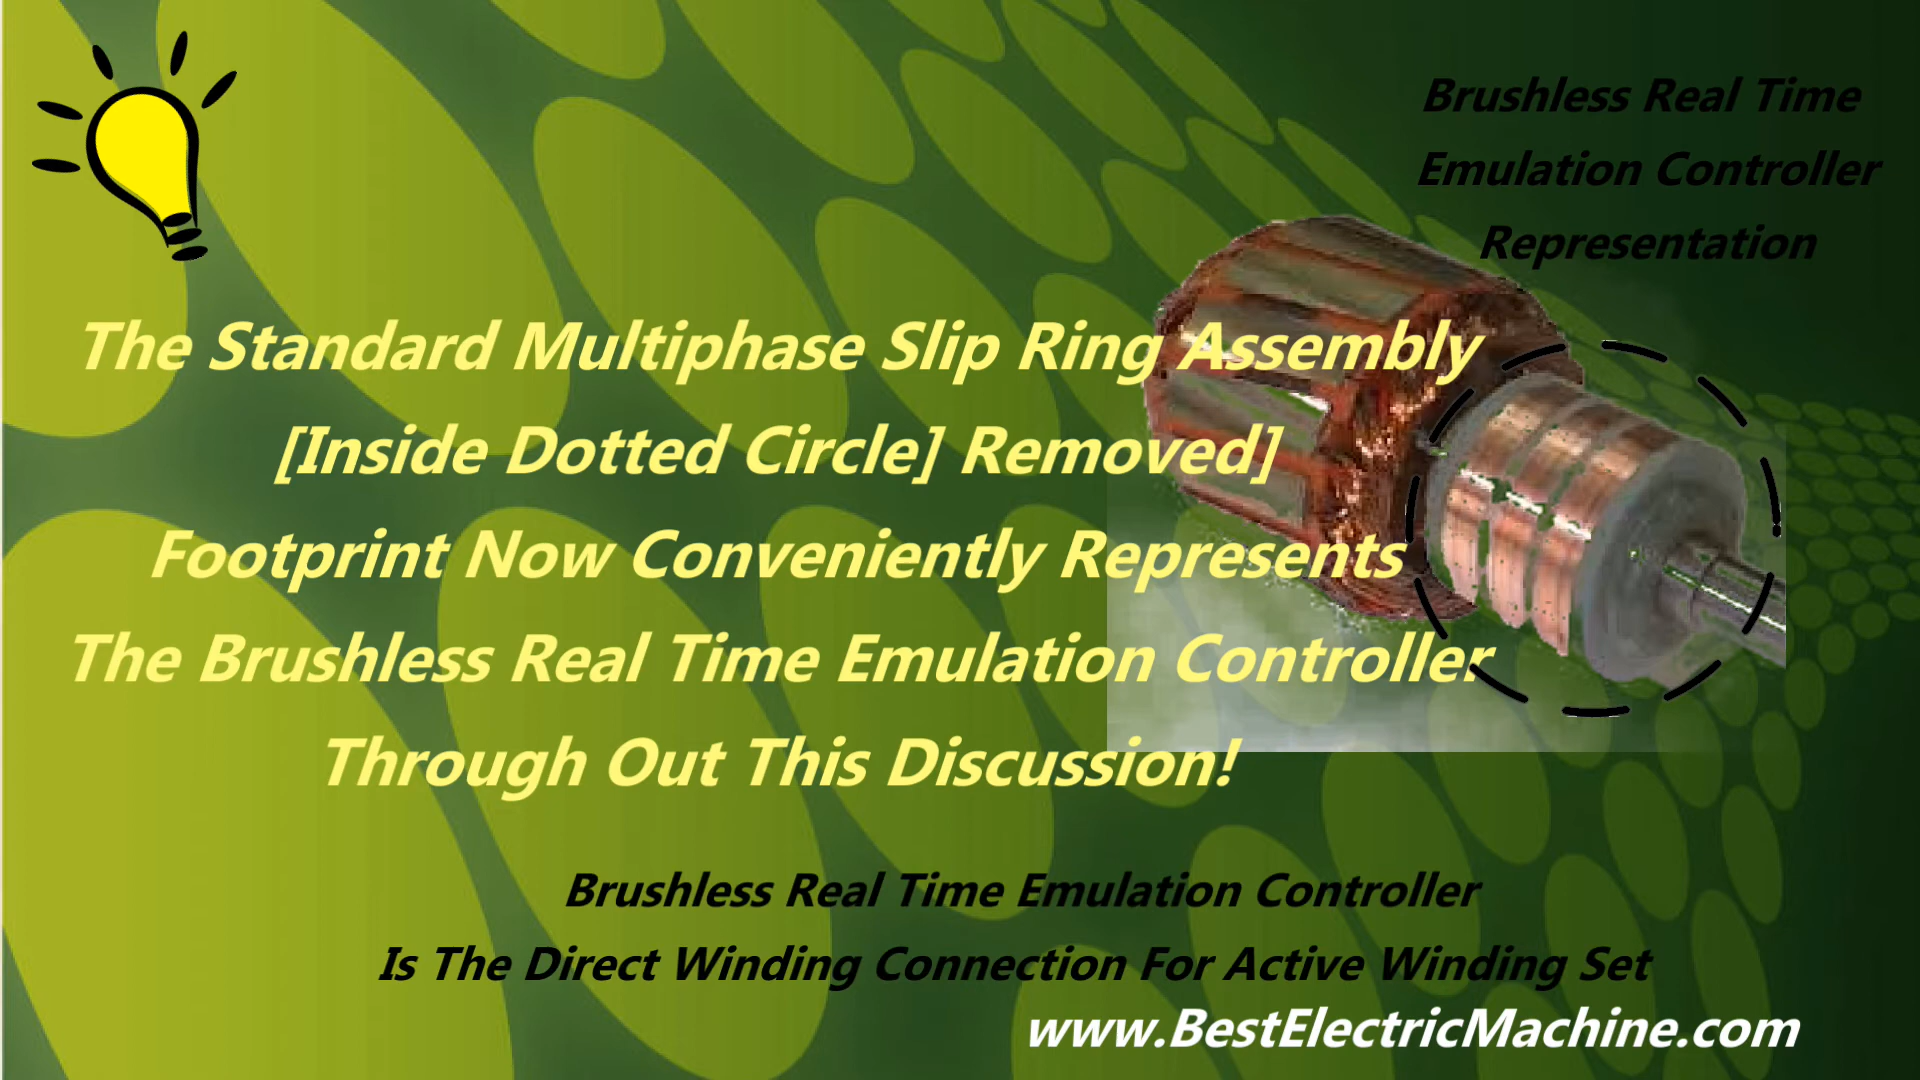 Brushless Real Time
Emulation Controller
Representation
The Standard Multiphase Slip Ring Assembly
[Inside Dotted Circle] Removed]
Footprint Now Conveniently Represents
The Brushless Real Time Emulation Controller
Through Out This Discussion!
Brushless Real Time Emulation Controller
Is The Direct Winding Connection For Active Winding Set
www.BestElectricMachine.com